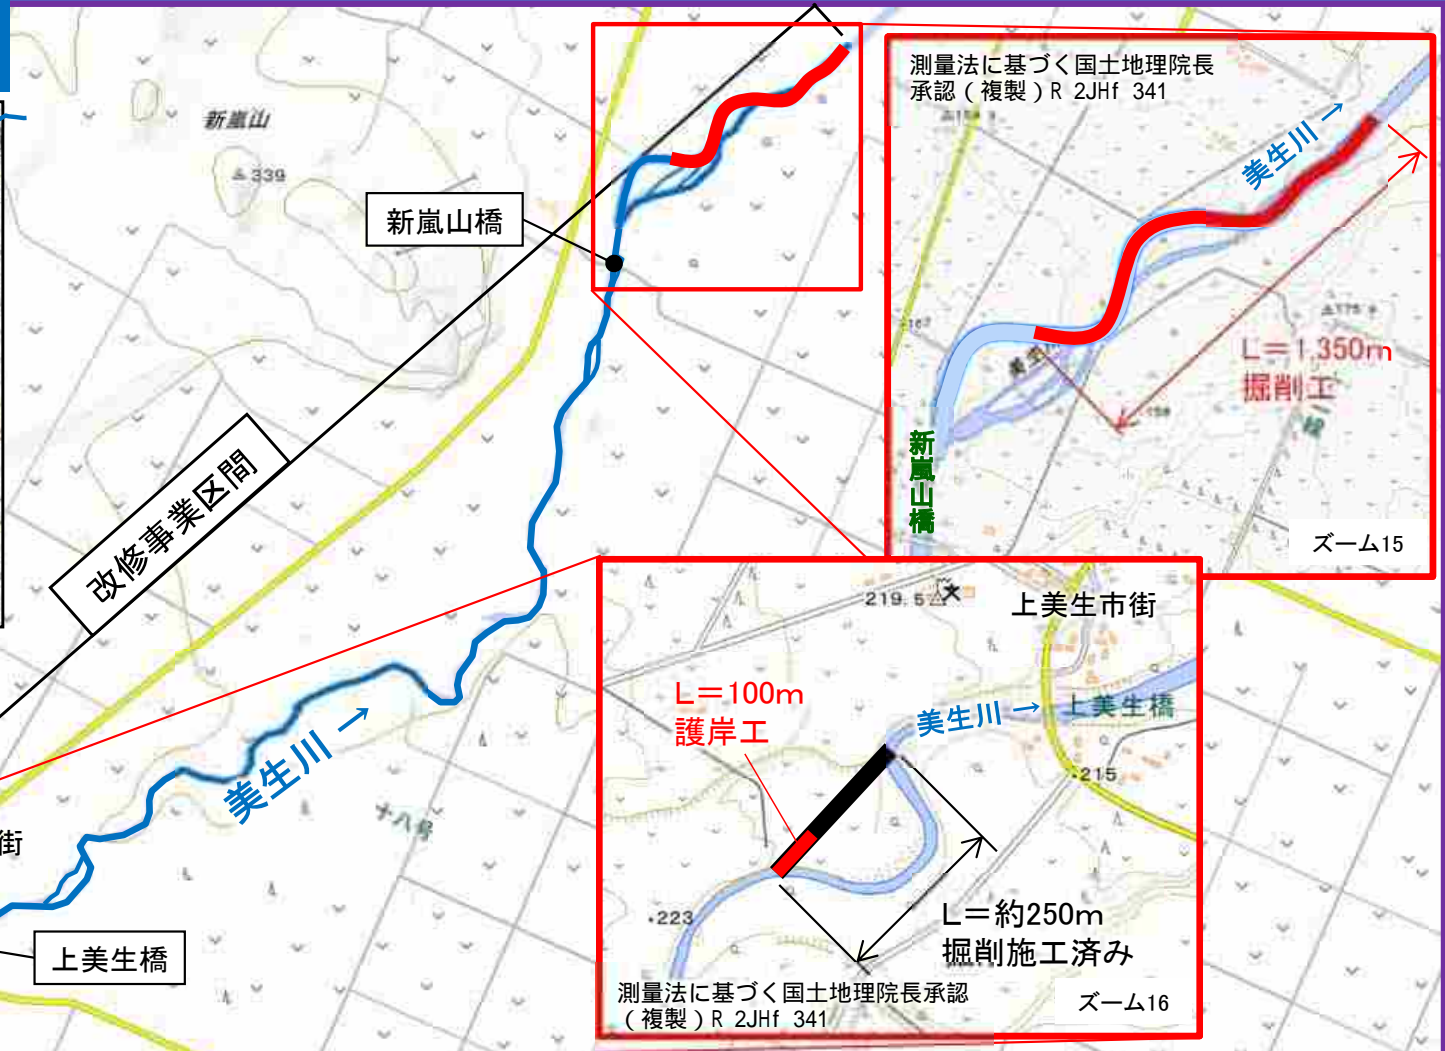 新嵐山
339
新嵐山橋
改修事業区間
美生川→
十八号
街
上美生橋
測量法に基づく国土地理院長
承認(複製)R 2JHf 341
美生川→
167
L=1,350m
掘削工
新嵐山橋
ズーム15
219.5
上美生市街
L=100m
護岸工
美生川→
上美生橋
215
223
L=約250m
掘削施工済み
測量法に基づく国土地理院長承認
(複製)R 2JHf 341
ズーム16